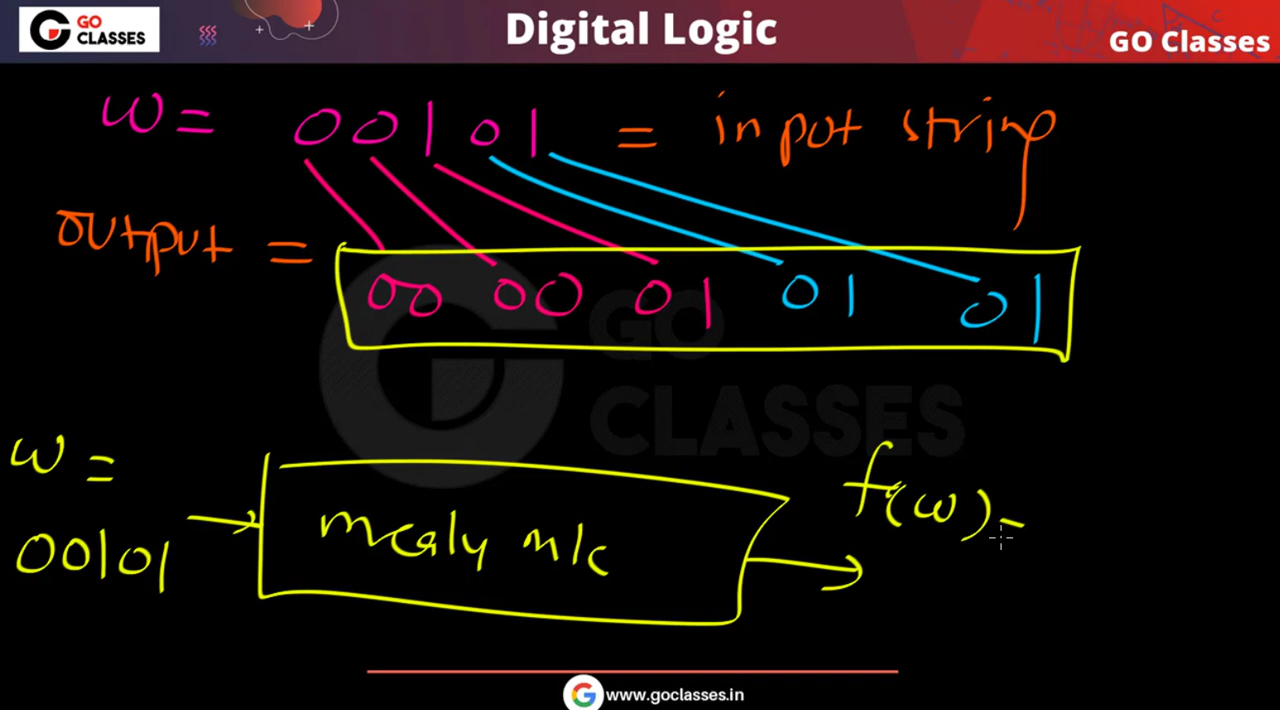 GO
CLASSES
Digital Logic
GO Classes
w = 00101 = input string
output = 00 00 01 01 01
GO
CLASSES
w =
00101
mealy m/c
f(w) =
www.goclasses.in